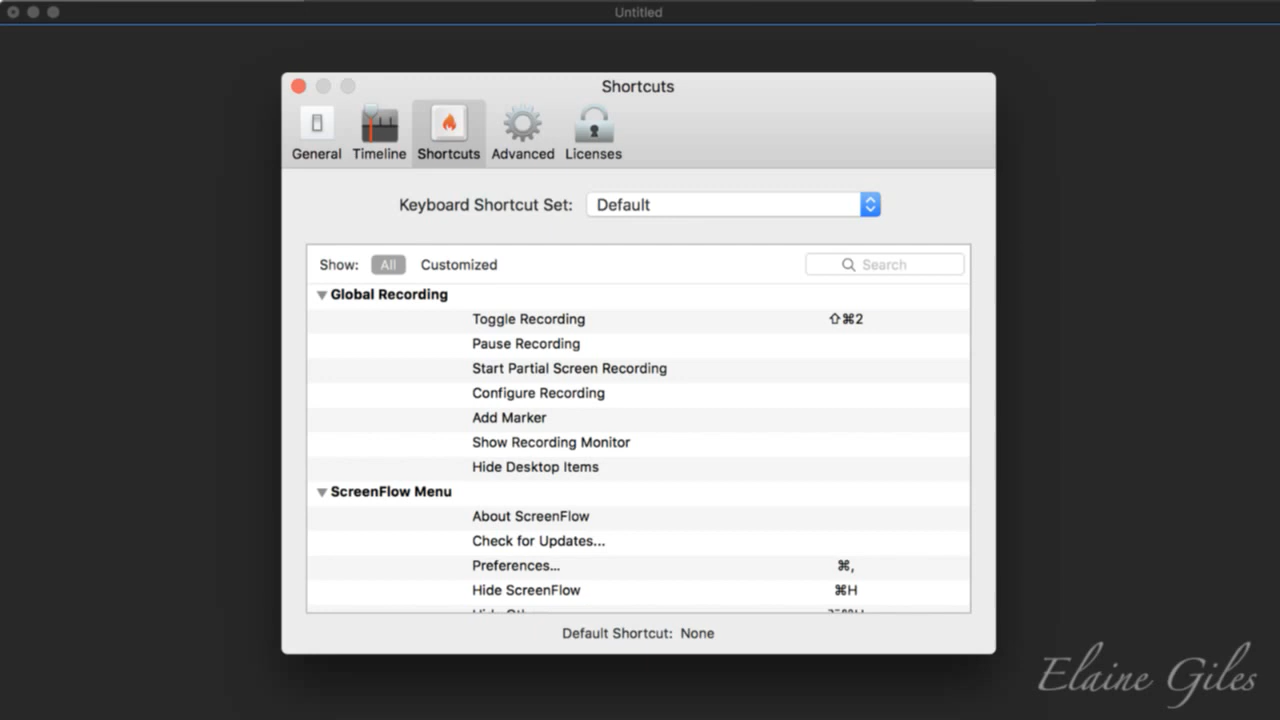 Untitled
Shortcuts
General Timeline Shortcuts Advanced Licenses
Keyboard Shortcut Set: Default
Show: All Customized Search
Global Recording
Toggle Recording ⇧⌘2
Pause Recording
Start Partial Screen Recording
Configure Recording
Add Marker
Show Recording Monitor
Hide Desktop Items
ScreenFlow Menu
About ScreenFlow
Check for Updates...
Preferences... ⌘,
Hide ScreenFlow ⌘H
Default Shortcut: None
Elaine Giles